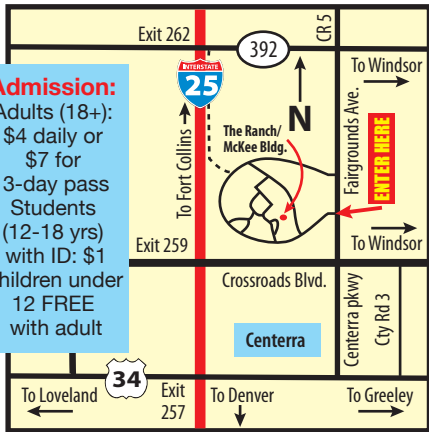 Exit 262
392
CR 5
INTERSTATE
25
To Windsor
Admission:
Adults (18+):
$4 daily or
$7 for
3-day pass
Students
(12-18 yrs)
with ID: $1
Children under
12 FREE
with adult
To Fort Collins
The Ranch/
McKee Bldg.
N
Fairgrounds Ave.
ENTER HERE
Exit 259
To Windsor
Crossroads Blvd.
Centerra
Centerra pkwy
Cty Rd 3
34
To Loveland
Exit
257
To Denver
To Greeley